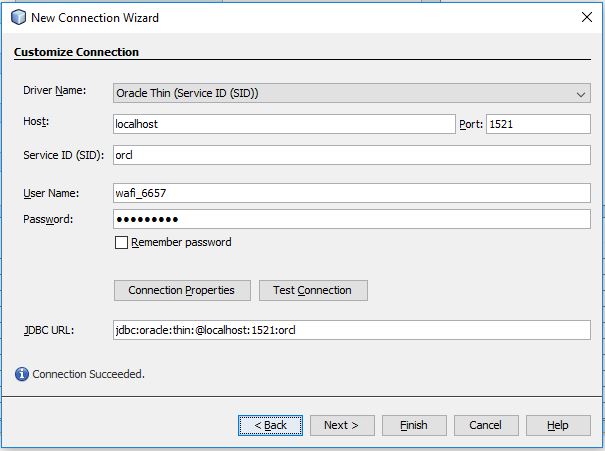 New Connection Wizard
Customize Connection
Driver Name: Oracle Thin (Service ID (SID))
Host: localhost Port: 1521
Service ID (SID): orcl
User Name: wafi_6657
Password: ●●●●●●●●●
Remember password
Connection Properties Test Connection
JDBC URL: jdbc:oracle:thin:@localhost:1521:orcl
Connection Succeeded.
< Back Next > Finish Cancel Help